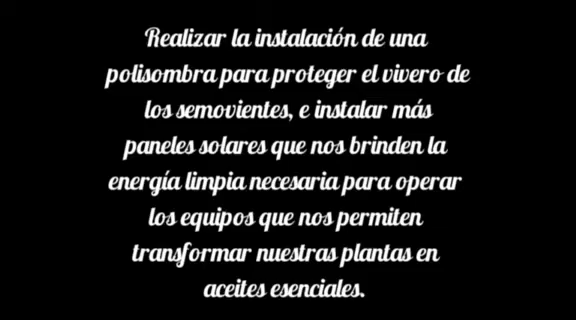 Realizar la instalación de una
polisombra para proteger el vivero de
los semovientes, e instalar más
paneles solares que nos brinden la
energía limpia necesaria para operar
los equipos que nos permiten
transformar nuestras plantas en
aceites esenciales.